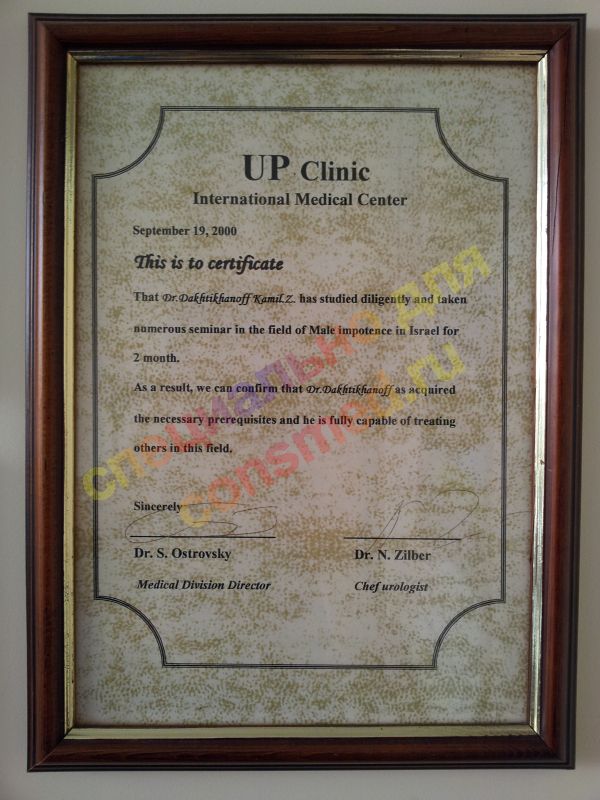 UP Clinic
International Medical Center
September 19, 2000
This is to certificate
That Dr.Dakhtikhanoff Kamil.Z. has studied diligently and taken
numerous seminar in the field of Male impotence in Israel for
2 month.
As a result, we can confirm that Dr.Dakhtikhanoff as acquired
the necessary prerequisites and he is fully capable of treating
others in this field.
специально для
consmed.ru
Sincerely
Dr. S. Ostrovsky Dr. N. Zilber
Medical Division Director Chef urologist